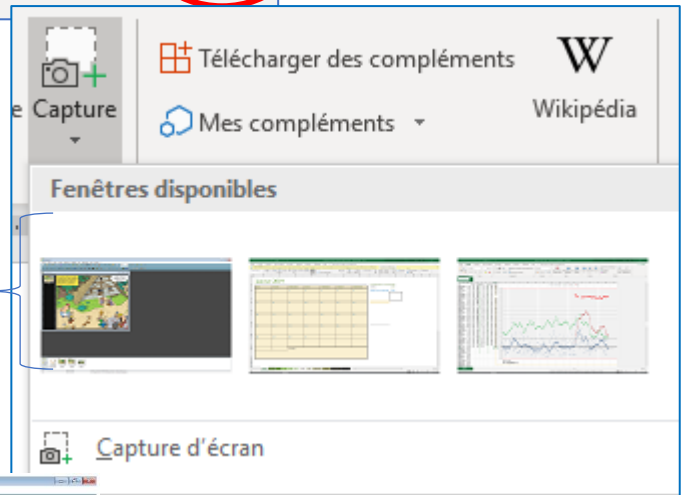 Télécharger des compléments
W
e Capture
Mes compléments
Wikipédia
Fenêtres disponibles
Capture d'écran